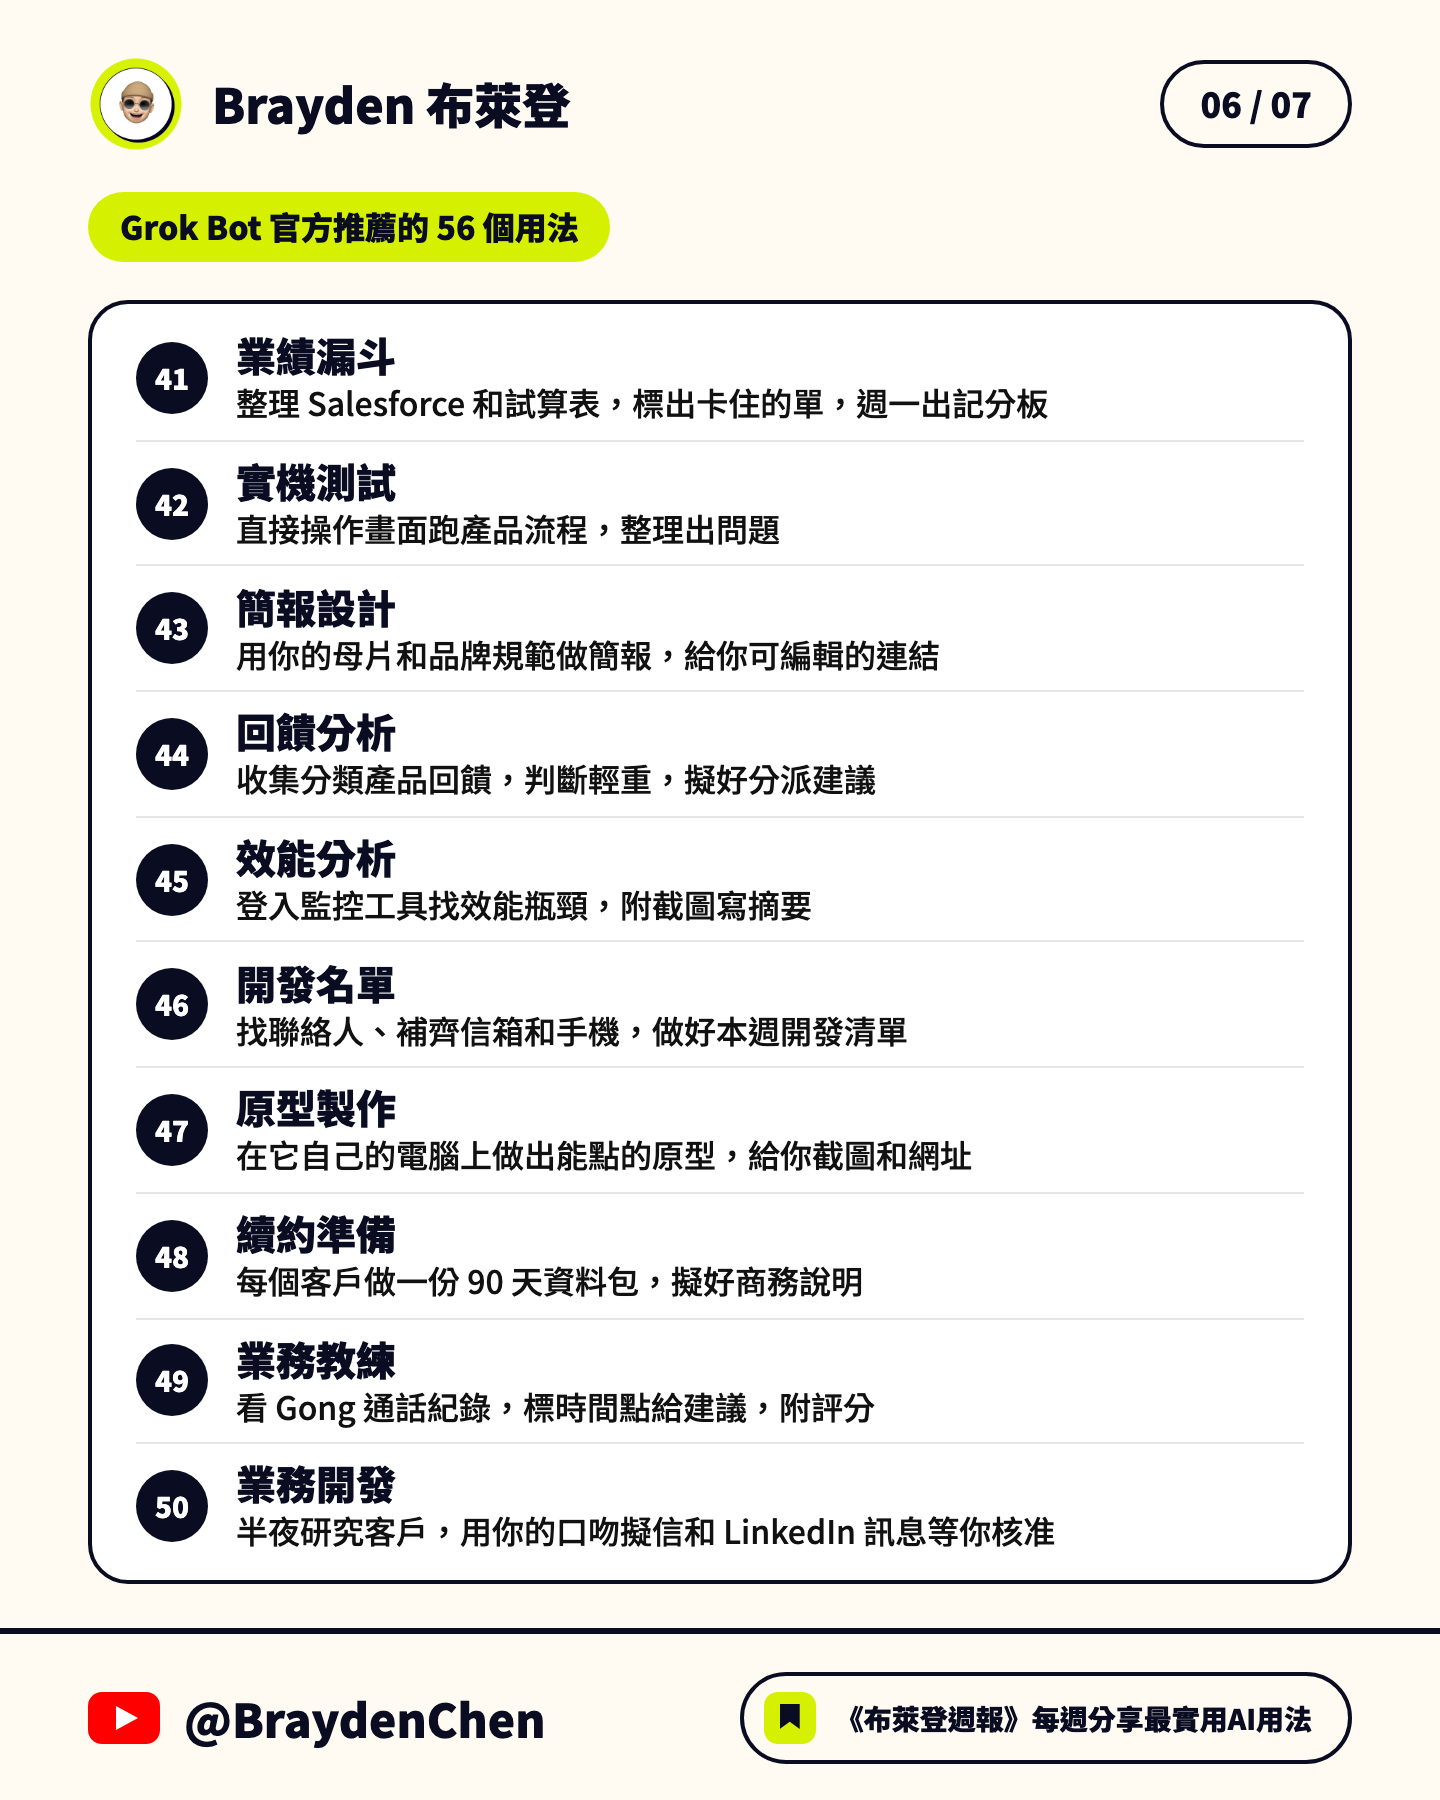 Brayden 布萊登
06 / 07
Grok Bot 官方推薦的 56 個用法
41
業績漏斗
整理 Salesforce 和試算表，標出卡住的單，週一出記分板
42
實機測試
直接操作畫面跑產品流程，整理出問題
43
簡報設計
用你的母片和品牌規範做簡報，給你可編輯的連結
44
回饋分析
收集分類產品回饋，判斷輕重，擬好分派建議
45
效能分析
登入監控工具找效能瓶頸，附截圖寫摘要
46
開發名單
找聯絡人、補齊信箱和手機，做好本週開發清單
47
原型製作
在它自己的電腦上做出能點的原型，給你截圖和網址
48
續約準備
每個客戶做一份 90 天資料包，擬好商務說明
49
業務教練
看 Gong 通話紀錄，標時間點給建議，附評分
50
業務開發
半夜研究客戶，用你的口吻擬信和 LinkedIn 訊息等你核准
@BraydenChen
《布萊登週報》每週分享最實用AI用法